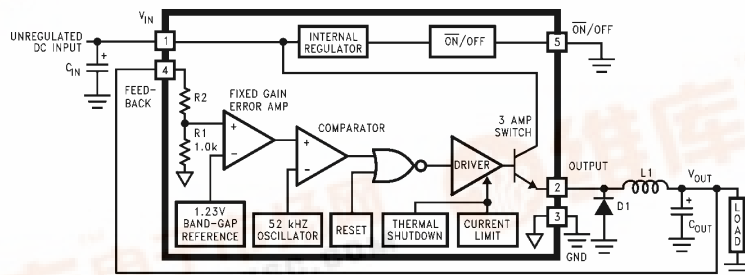 V_IN
UNREGULATED
DC INPUT
1
INTERNAL
REGULATOR
ON/OFF
5
ON/OFF
+
C_IN
4
FEED-
BACK
R2
FIXED GAIN
ERROR AMP
R1
1.0k
+
−
COMPARATOR
+
−
3 AMP
SWITCH
DRIVER
OUTPUT
2
L1
V_OUT
D1
+
C_OUT
LOAD
3
GND
1.23V
BAND-GAP
REFERENCE
52 kHZ
OSCILLATOR
RESET
THERMAL
SHUTDOWN
CURRENT
LIMIT